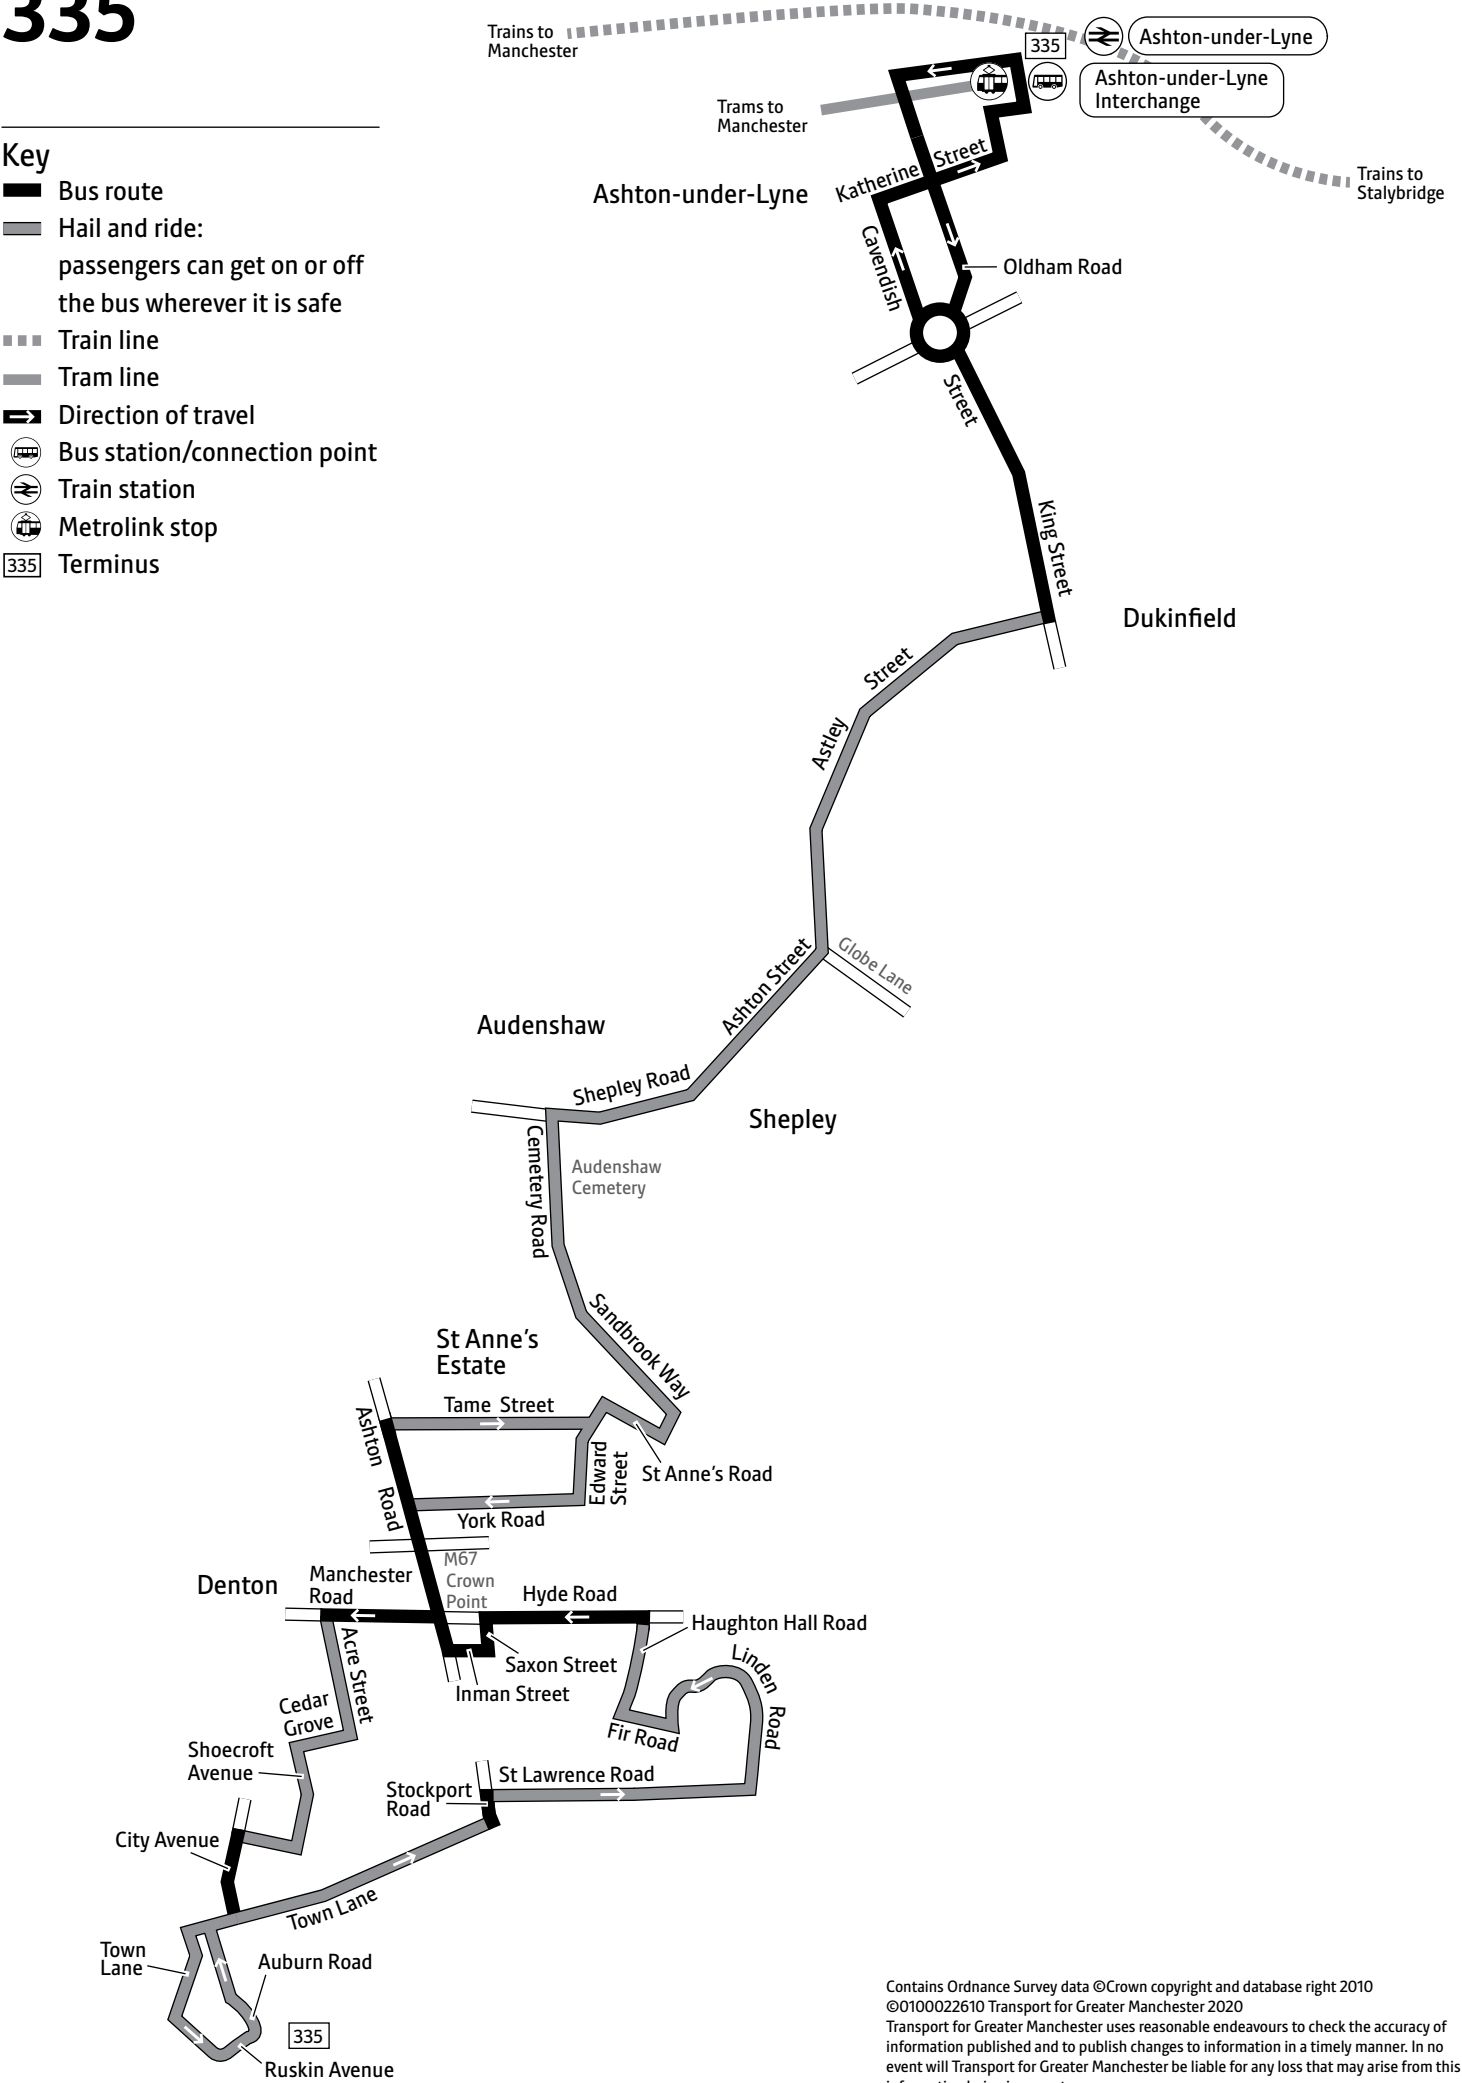 335
Trains to
Manchester
335
Ashton-under-Lyne
Ashton-under-Lyne
Interchange
Trams to
Manchester
Trains to
Stalybridge
Key
Bus route
Hail and ride:
passengers can get on or off
the bus wherever it is safe
Train line
Tram line
Direction of travel
Bus station/connection point
Train station
Metrolink stop
335 Terminus
Ashton-under-Lyne
Katherine Street
Cavendish
Street
Oldham Road
King Street
Dukinfield
Astley Street
Globe Lane
Ashton Street
Audenshaw
Shepley Road
Shepley
Cemetery Road
Audenshaw
Cemetery
Sandbrook Way
St Anne's
Estate
Tame Street
Ashton Road
Edward
Street
St Anne's Road
York Road
M67
Crown
Point
Denton
Manchester
Road
Hyde Road
Haughton Hall Road
Acre Street
Saxon Street
Inman Street
Linden Road
Cedar
Grove
Fir Road
Shoecroft
Avenue
St Lawrence Road
Stockport
Road
City Avenue
Town Lane
Town
Lane
Auburn Road
335
Ruskin Avenue
Contains Ordnance Survey data ©Crown copyright and database right 2010
©0100022610 Transport for Greater Manchester 2020
Transport for Greater Manchester uses reasonable endeavours to check the accuracy of
information published and to publish changes to information in a timely manner. In no
event will Transport for Greater Manchester be liable for any loss that may arise from this